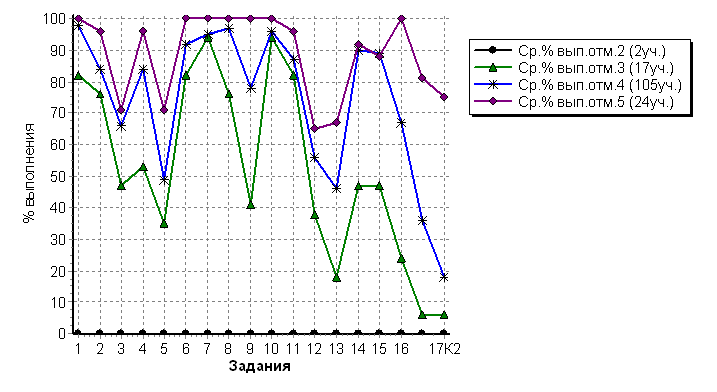 100
90
80
70
60
50
40
30
20
10
0
% выполнения
1 2 3 4 5 6 7 8 9 10 11 12 13 14 15 16 17К2
Задания
Ср.% вып.отм.2 (2уч.)
Ср.% вып.отм.3 (17уч.)
Ср.% вып.отм.4 (105уч.)
Ср.% вып.отм.5 (24уч.)